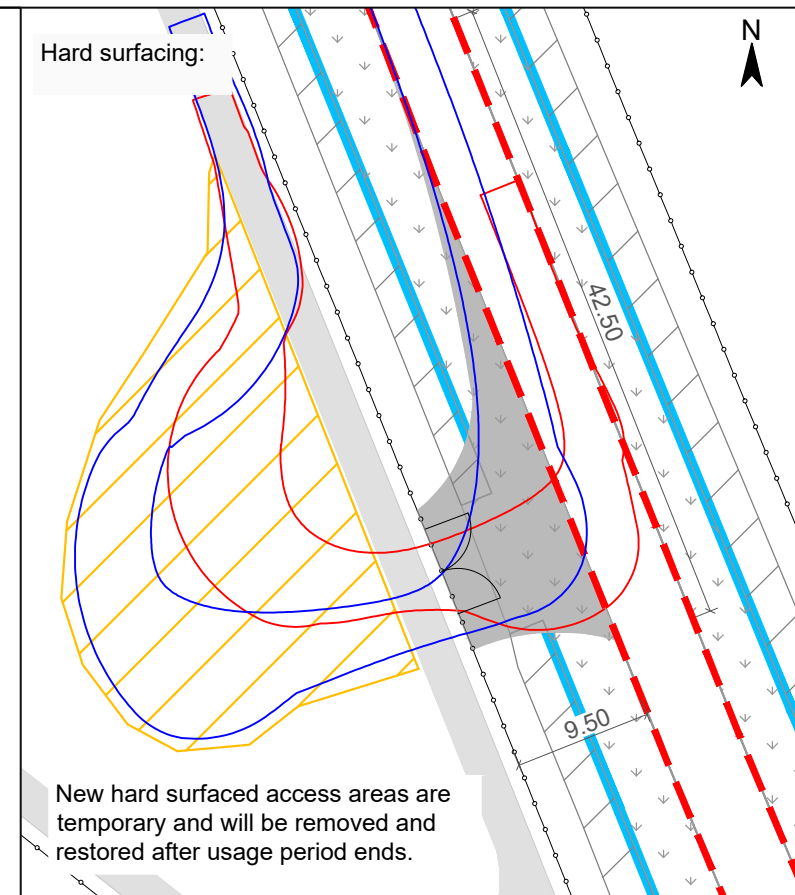 Hard surfacing:
N
42.50
9.50
New hard surfaced access areas are
temporary and will be removed and
restored after usage period ends.